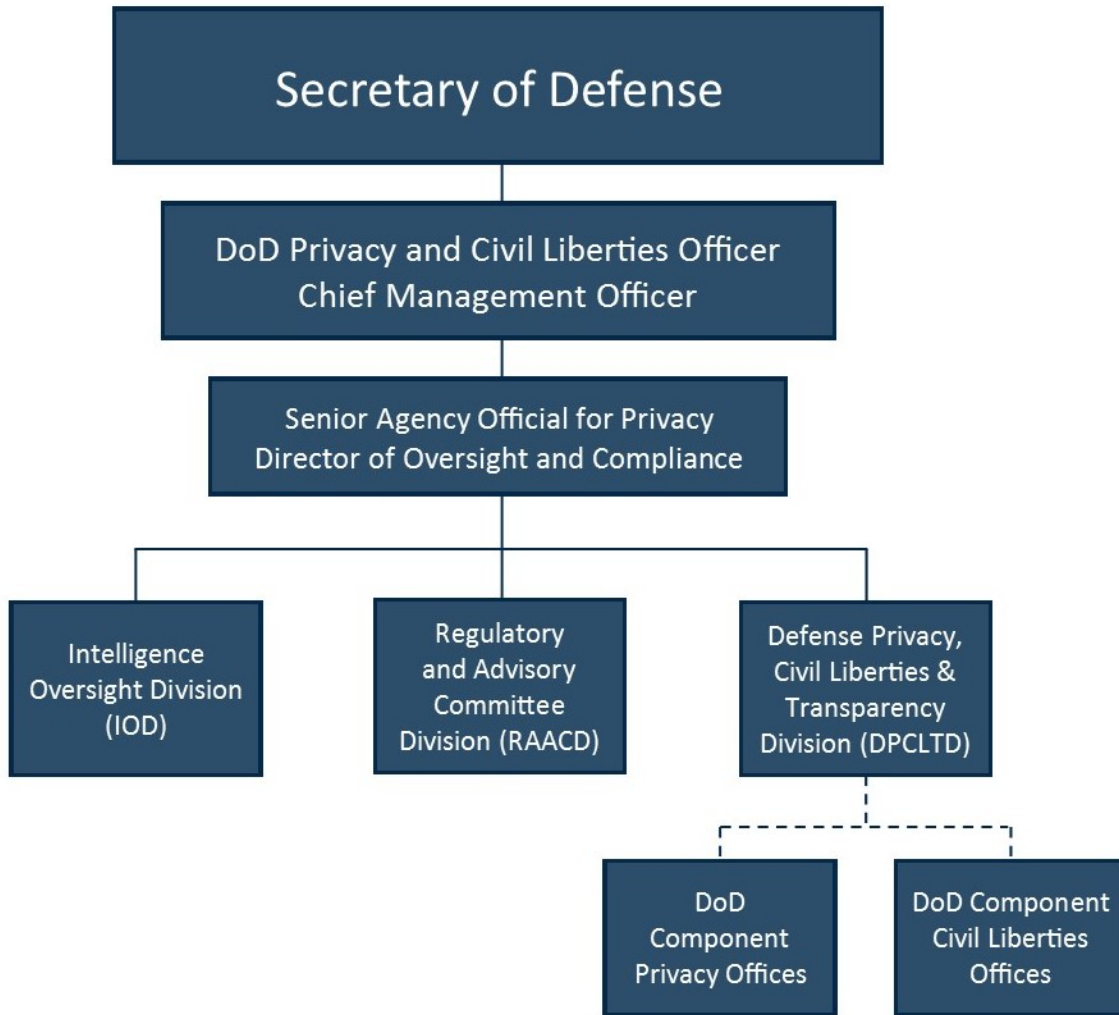 Secretary of Defense
DoD Privacy and Civil Liberties Officer
Chief Management Officer
Senior Agency Official for Privacy
Director of Oversight and Compliance
Intelligence
Oversight Division
(IOD)
Regulatory
and Advisory
Committee
Division (RAACD)
Defense Privacy,
Civil Liberties &
Transparency
Division (DPCLTD)
DoD
Component
Privacy Offices
DoD Component
Civil Liberties
Offices